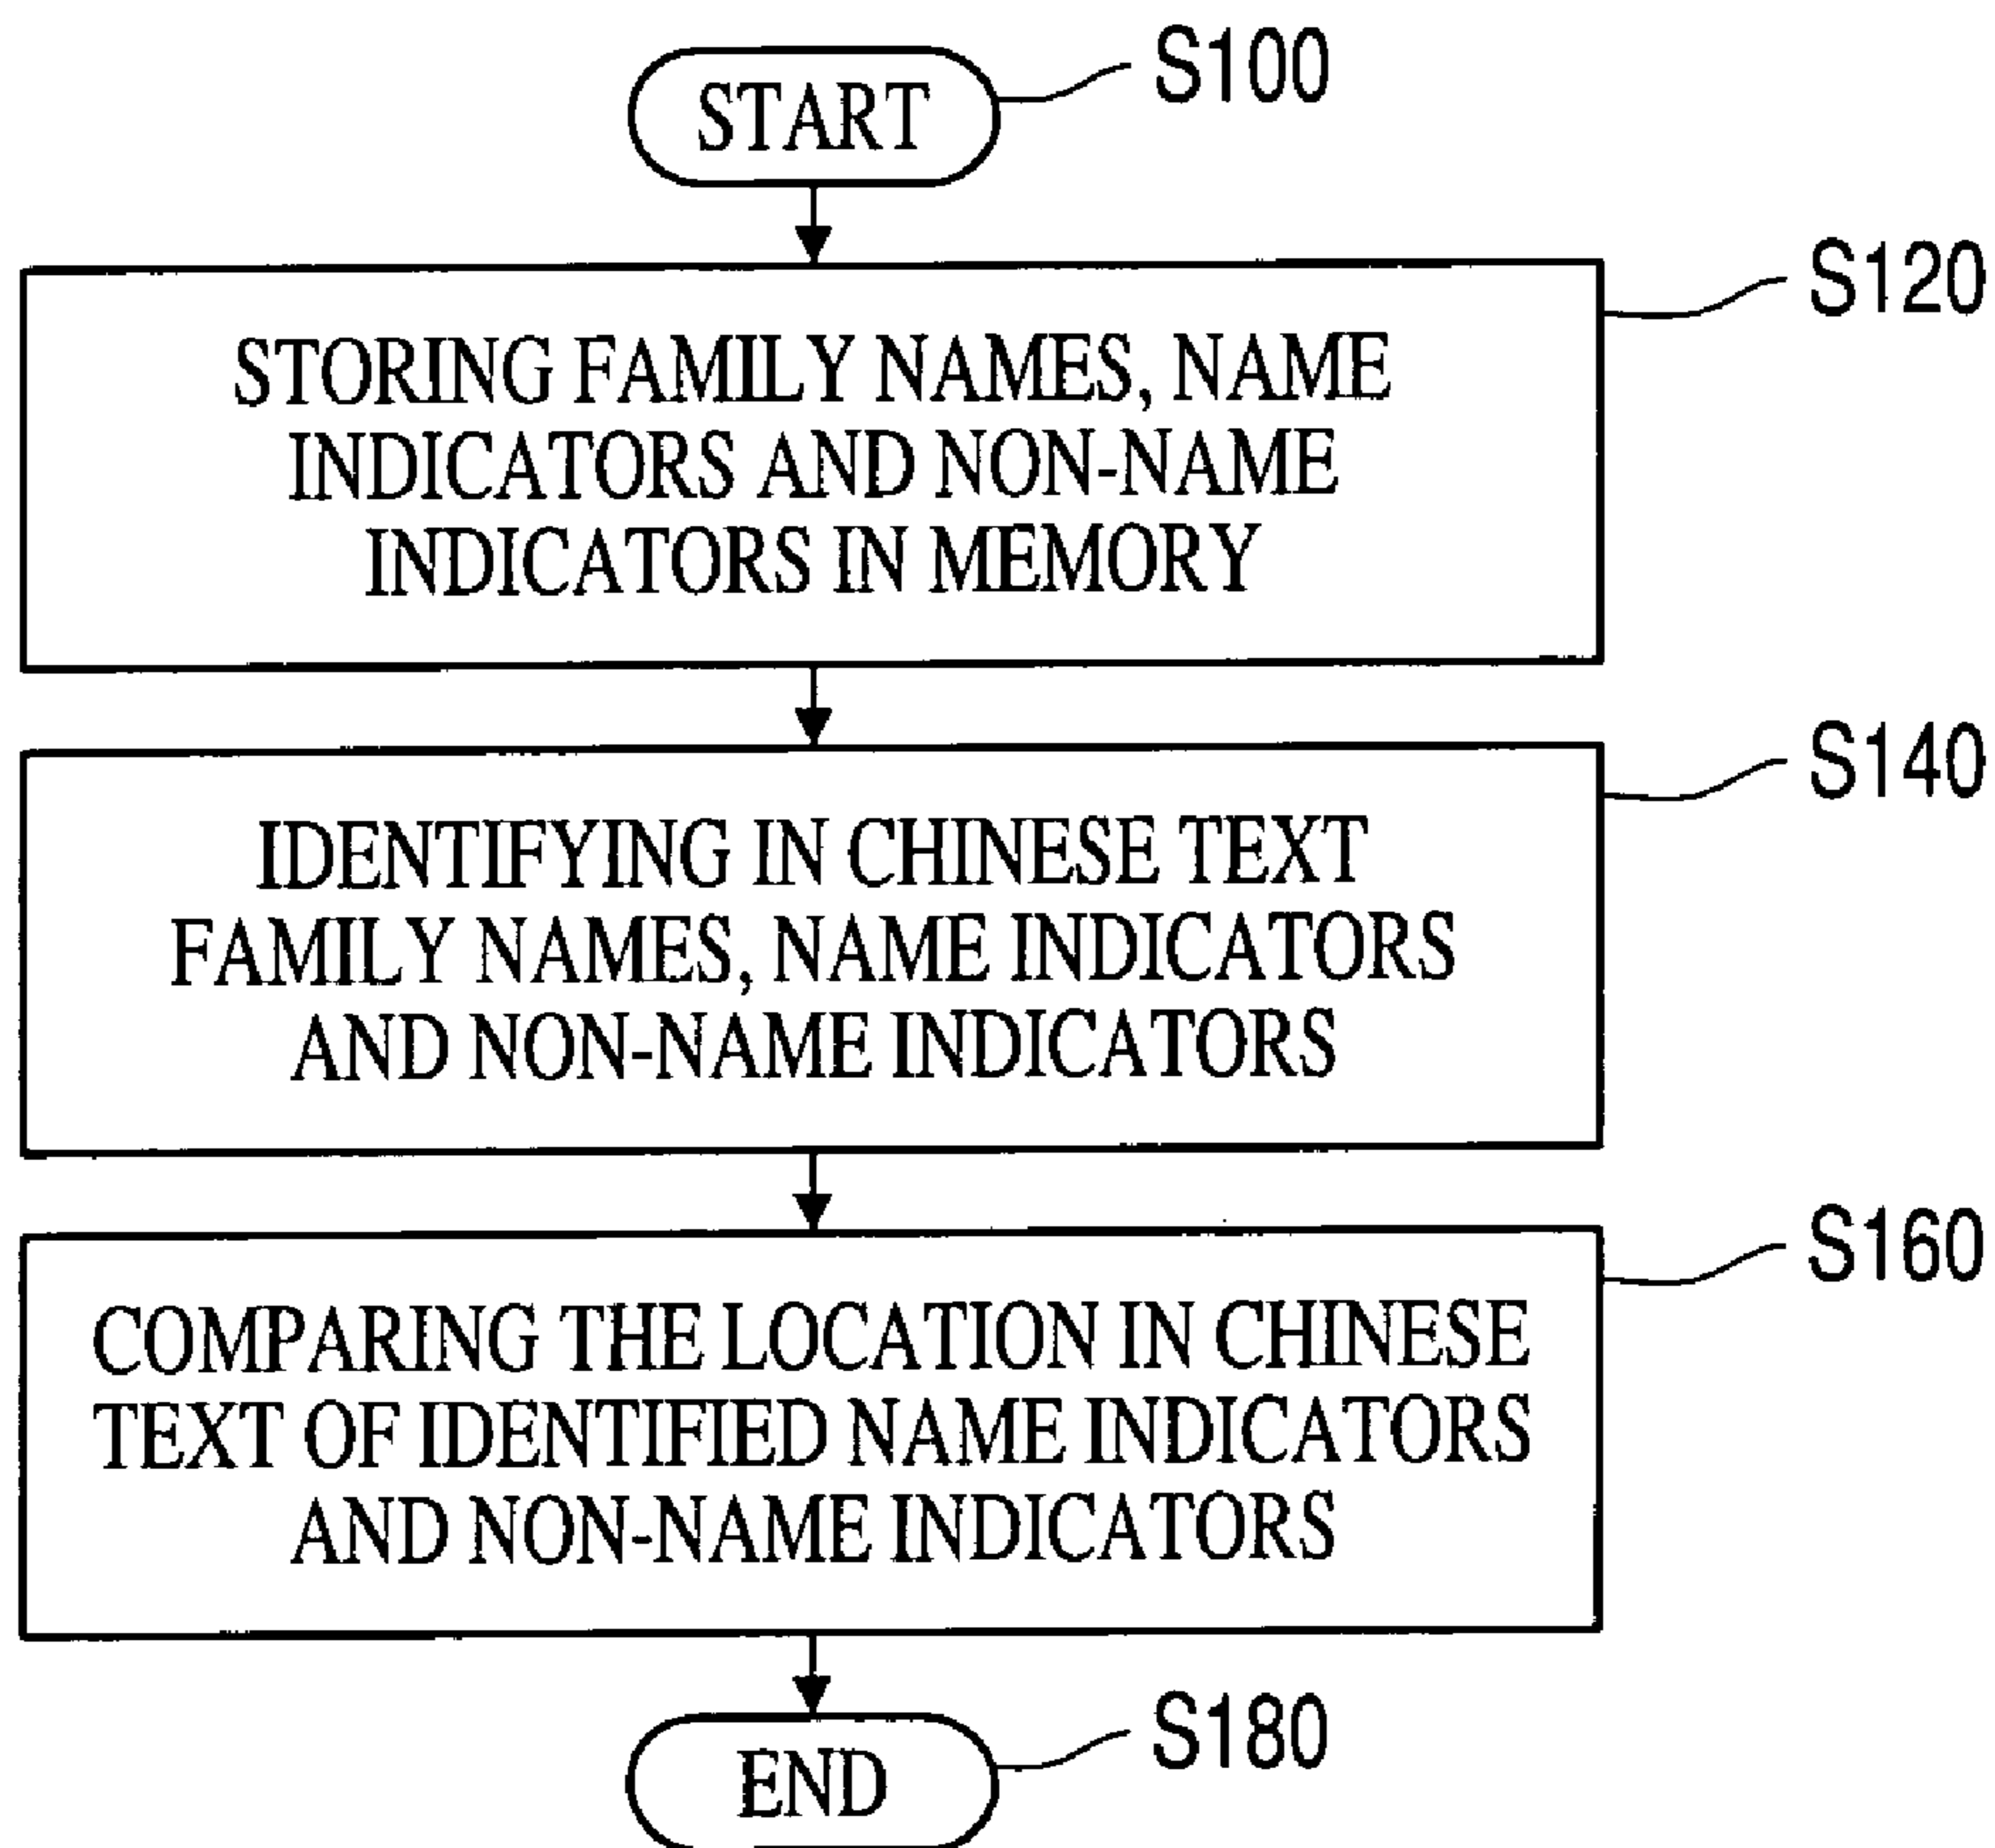 START
S100
S120
STORING FAMILY NAMES, NAME
INDICATORS AND NON-NAME
INDICATORS IN MEMORY
S140
IDENTIFYING IN CHINESE TEXT
FAMILY NAMES, NAME INDICATORS
AND NON-NAME INDICATORS
S160
COMPARING THE LOCATION IN CHINESE
TEXT OF IDENTIFIED NAME INDICATORS
AND NON-NAME INDICATORS
S180
END